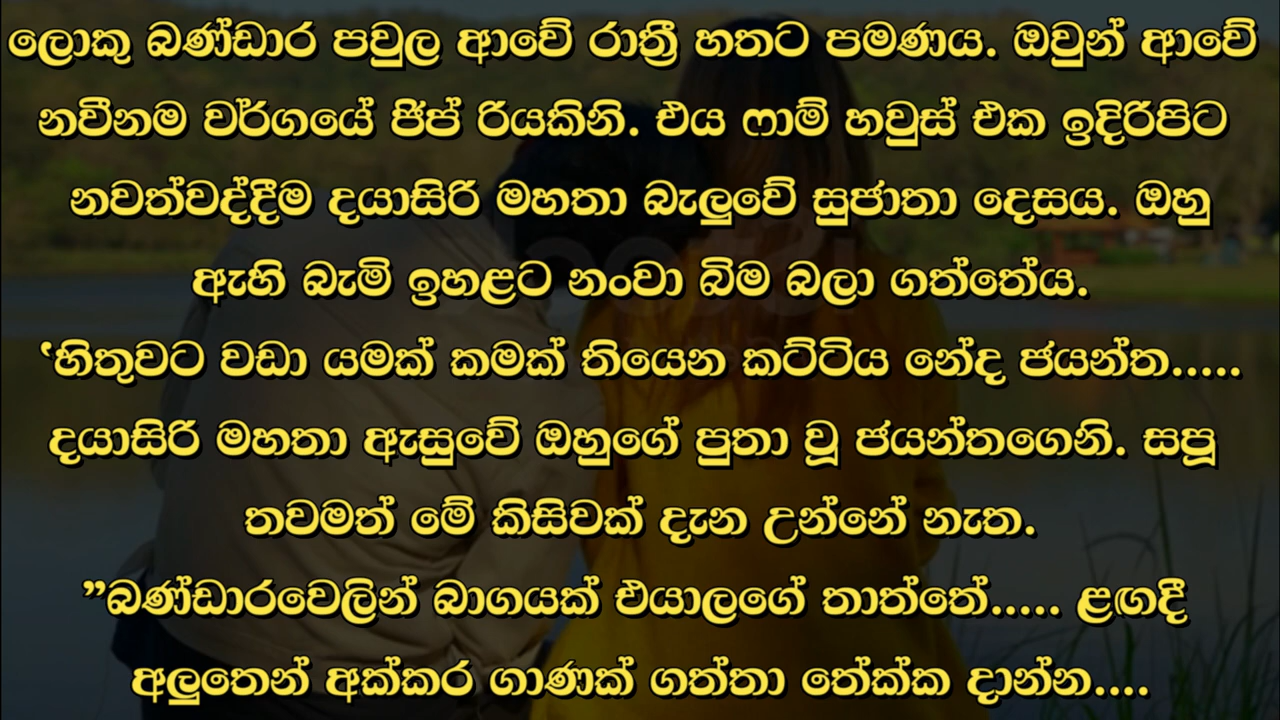 ලොකු බණ්ඩාර පවුල ආවේ රාත්‍රී හතට පමණය. ඔවුන් ආවේ
නවීනම වර්ගයේ ජිප් රියකිනි. එය ෆාම් හවුස් එක ඉදිරිපිට
නවත්වද්දීම දයාසිරි මහතා බැලුවේ සුජාතා දෙසය. ඔහු
ඇහි බැමි ඉහළට නංවා බිම බලා ගත්තේය.
‛හිතුවට වඩා යමක් කමක් තියෙන කට්ටිය නේද ජයන්ත.....
දයාසිරි මහතා ඇසුවේ ඔහුගේ පුතා වූ ජයන්තගෙනි. සපූ
තවමත් මේ කිසිවක් දැන උන්නේ නැත.
”බණ්ඩාරවෙලින් බාගයක් එයාලගේ තාත්තේ..... ළඟදී
අලුතෙන් අක්කර ගාණක් ගත්තා තේක්ක දාන්න....